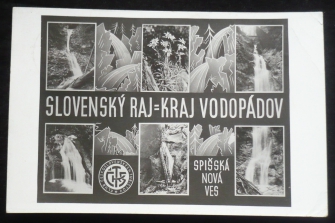 SLOVENSKÝ RAJ=KRAJ VODOPÁDOV
SPIŠSKÁ
NOVÁ
VES